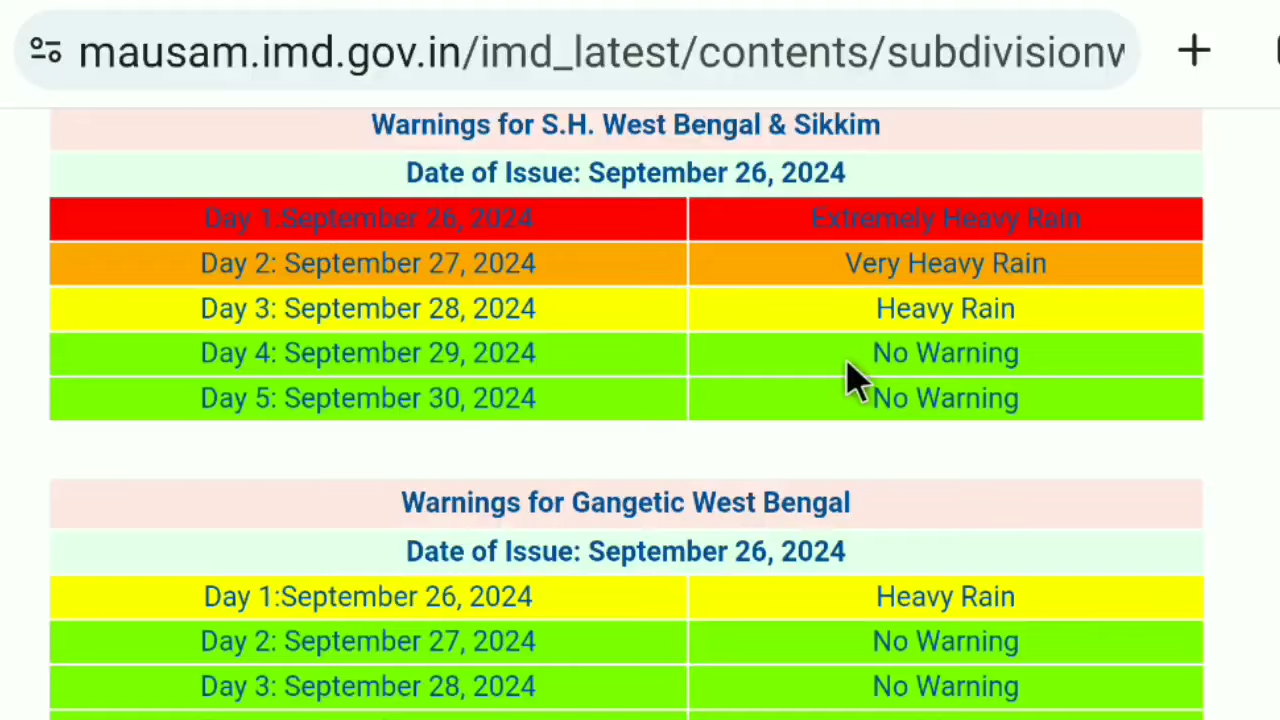 mausam.imd.gov.in/imd_latest/contents/subdivisionw
Warnings for S.H. West Bengal & Sikkim
Date of Issue: September 26, 2024
Day 1:September 26, 2024 Extremely Heavy Rain
Day 2: September 27, 2024 Very Heavy Rain
Day 3: September 28, 2024 Heavy Rain
Day 4: September 29, 2024 No Warning
Day 5: September 30, 2024 No Warning
Warnings for Gangetic West Bengal
Date of Issue: September 26, 2024
Day 1:September 26, 2024 Heavy Rain
Day 2: September 27, 2024 No Warning
Day 3: September 28, 2024 No Warning